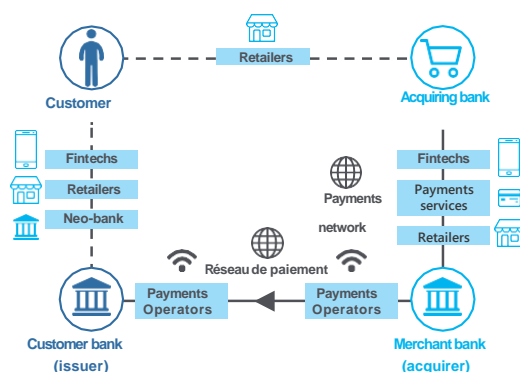 Retailers
Customer
Acquiring bank
Fintechs
Retailers
Neo-bank
Fintechs
Payments
services
Retailers
Payments
network
Réseau de paiement
Payments
Operators
Payments
Operators
Customer bank
(issuer)
Merchant bank
(acquirer)